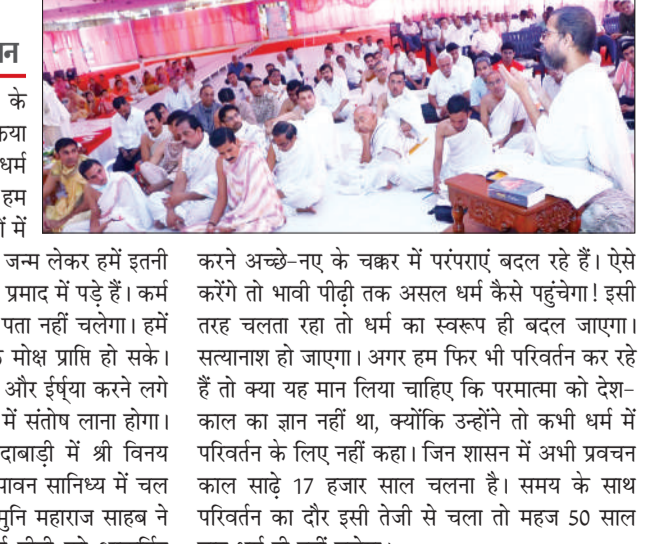 के
धर्म
हम
में
जन्म लेकर हमें इतनी
प्रमाद में पड़े हैं। कर्म
पता नहीं चलेगा। हमें
मोक्ष प्राप्ति हो सके।
और ईर्ष्या करने लगे
में संतोष लाना होगा।
दाबाड़ी में श्री विनय
सानिध्य में चल
महाराज साहब ने
करने अच्छे-नए के चक्कर में परंपराएं बदल रहे हैं। ऐसे
करेंगे तो भावी पीढ़ी तक असल धर्म कैसे पहुंचेगा! इसी
तरह चलता रहा तो धर्म का स्वरूप ही बदल जाएगा।
सत्यानाश हो जाएगा। अगर हम फिर भी परिवर्तन कर रहे
हैं तो क्या यह मान लिया चाहिए कि परमात्मा को देश-
काल का ज्ञान नहीं था, क्योंकि उन्होंने तो कभी धर्म में
परिवर्तन के लिए नहीं कहा। जिन शासन में अभी प्रवचन
काल साढ़े 17 हजार साल चलना है। समय के साथ
परिवर्तन का दौर इसी तेजी से चला तो महज 50 साल